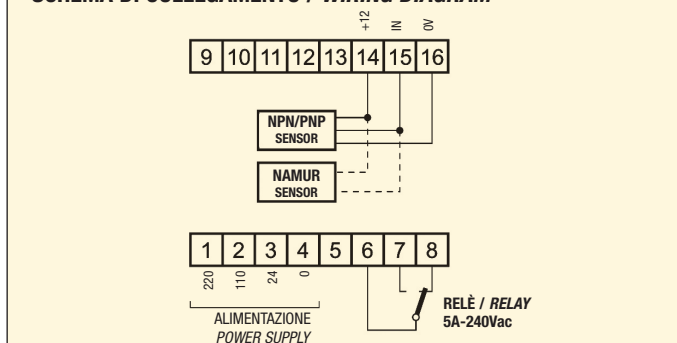 SCHEMA DI COLLEGAMENTO / WIRING DIAGRAM
+12 IN 0V
9 10 11 12 13 14 15 16
NPN/PNP
SENSOR
NAMUR
SENSOR
1 2 3 4 5 6 7 8
220 110 24 0
ALIMENTAZIONE
POWER SUPPLY
RELÈ / RELAY
5A-240Vac